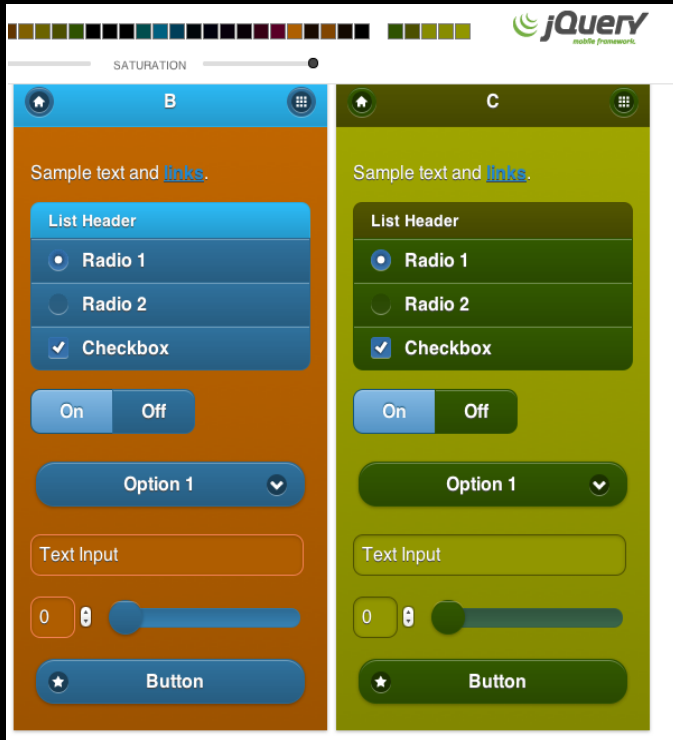 jQuery
mobile framework.
SATURATION
B
Sample text and links.
List Header
Radio 1
Radio 2
Checkbox
On Off
Option 1
Text Input
0
Button
C
Sample text and links.
List Header
Radio 1
Radio 2
Checkbox
On Off
Option 1
Text Input
0
Button